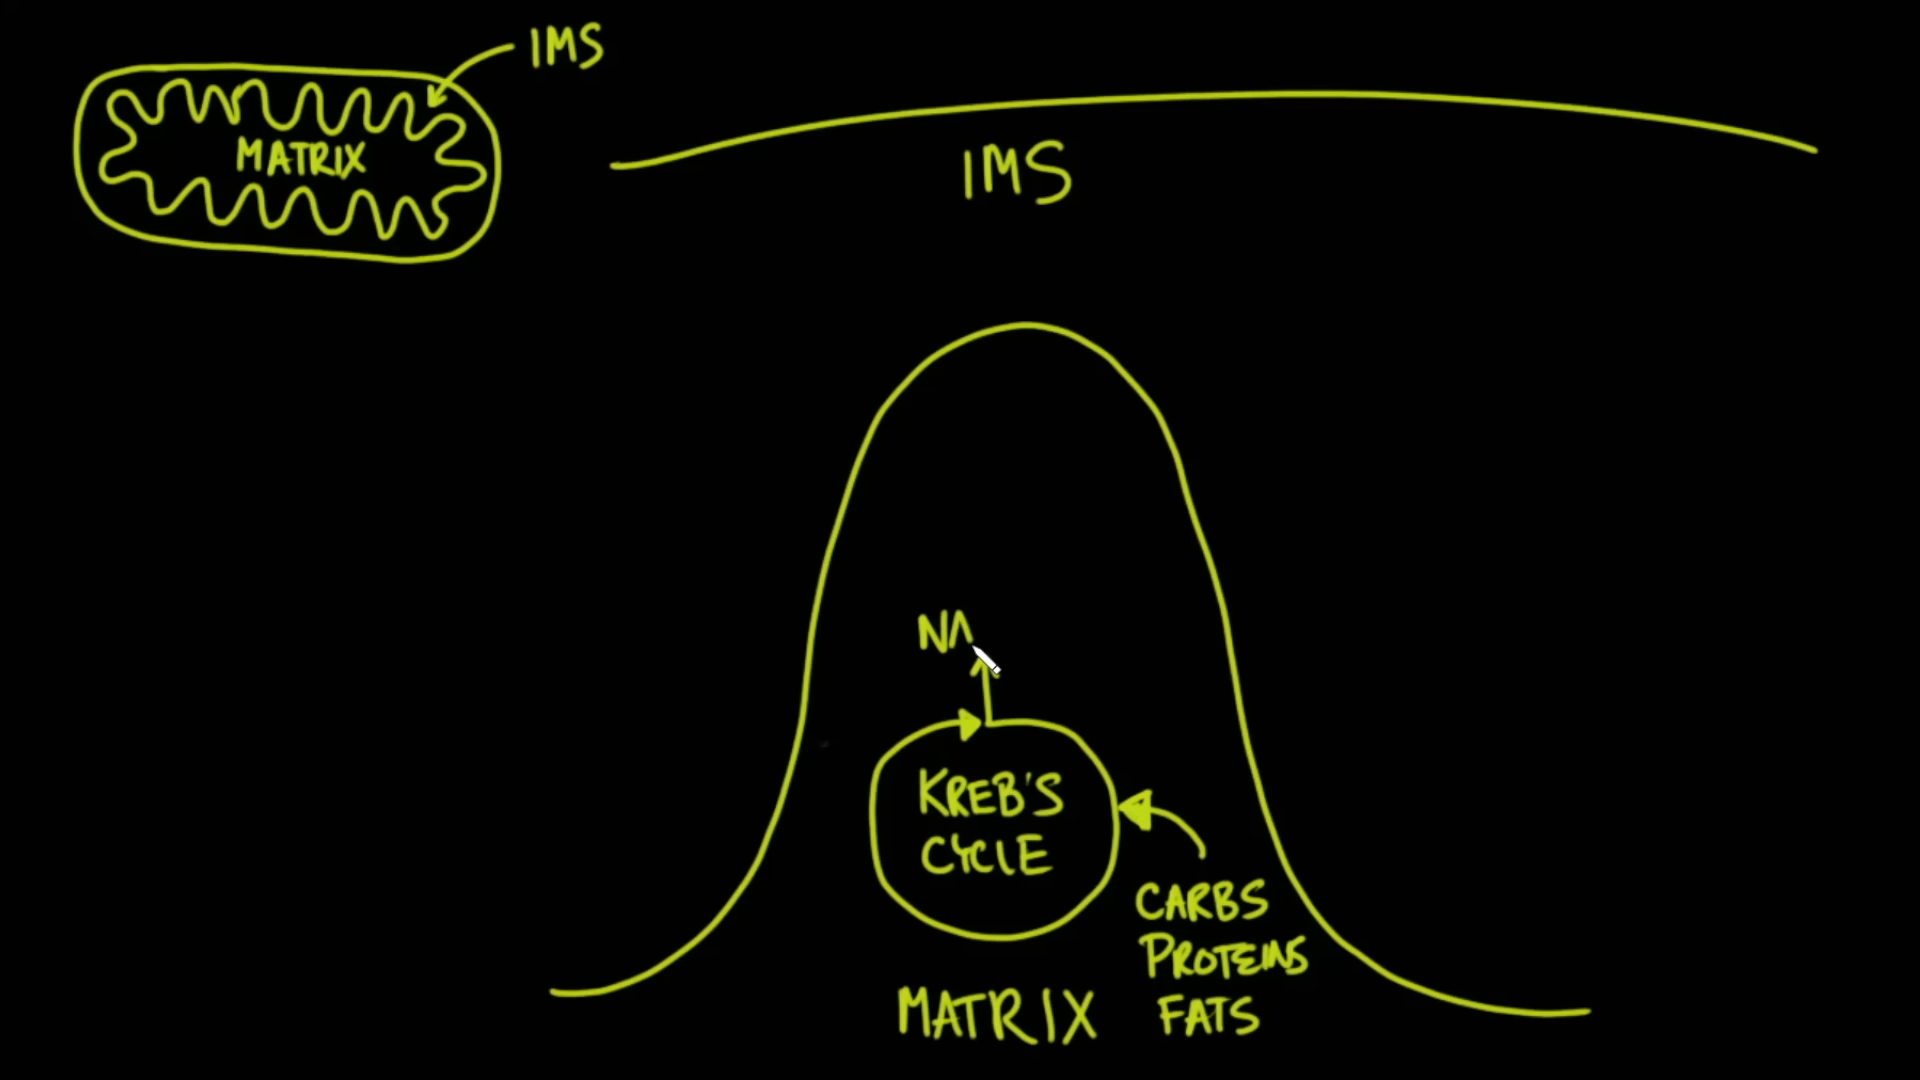 IMS
MATRIX
IMS
NA
KREB'S
CYCLE
CARBS
PROTEINS
FATS
MATRIX